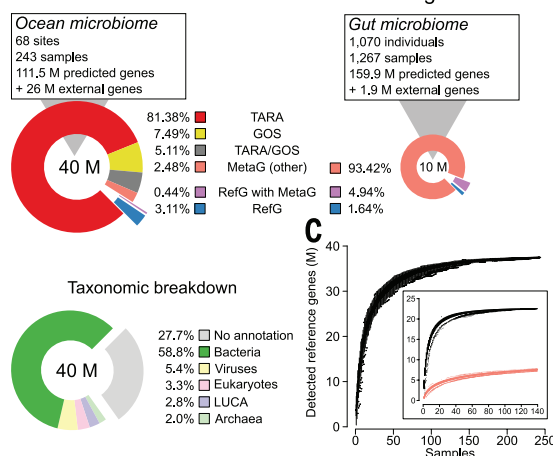 Ocean microbiome
68 sites
243 samples
111.5 M predicted genes
+ 26 M external genes
Gut microbiome
1,070 individuals
1,267 samples
159.9 M predicted genes
+ 1.9 M external genes
40 M
10 M
81.38% TARA
7.49% GOS
5.11% TARA/GOS
2.48% MetaG (other) 93.42%
0.44% RefG with MetaG 4.94%
3.11% RefG 1.64%
Taxonomic breakdown
40 M
27.7% No annotation
58.8% Bacteria
5.4% Viruses
3.3% Eukaryotes
2.8% LUCA
2.0% Archaea
C
Detected reference genes (M)
40
30
20
10
0
0 50 100 150 200 250
Samples
25
20
15
10
5
0
0 20 40 60 80 100 120 140